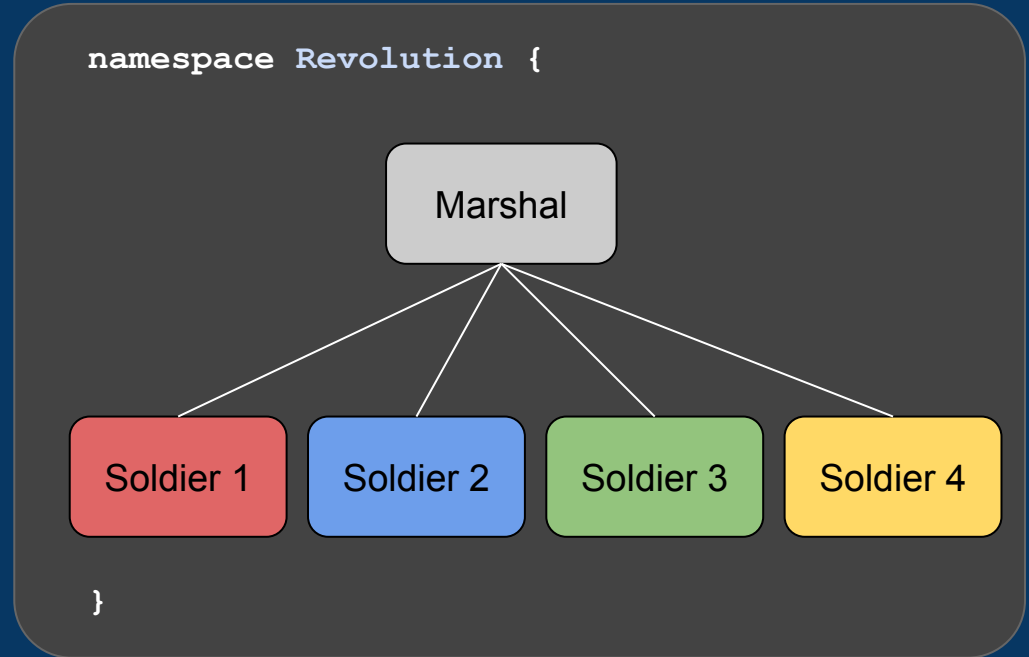 namespace Revolution {
Marshal
Soldier 1
Soldier 2
Soldier 3
Soldier 4
}